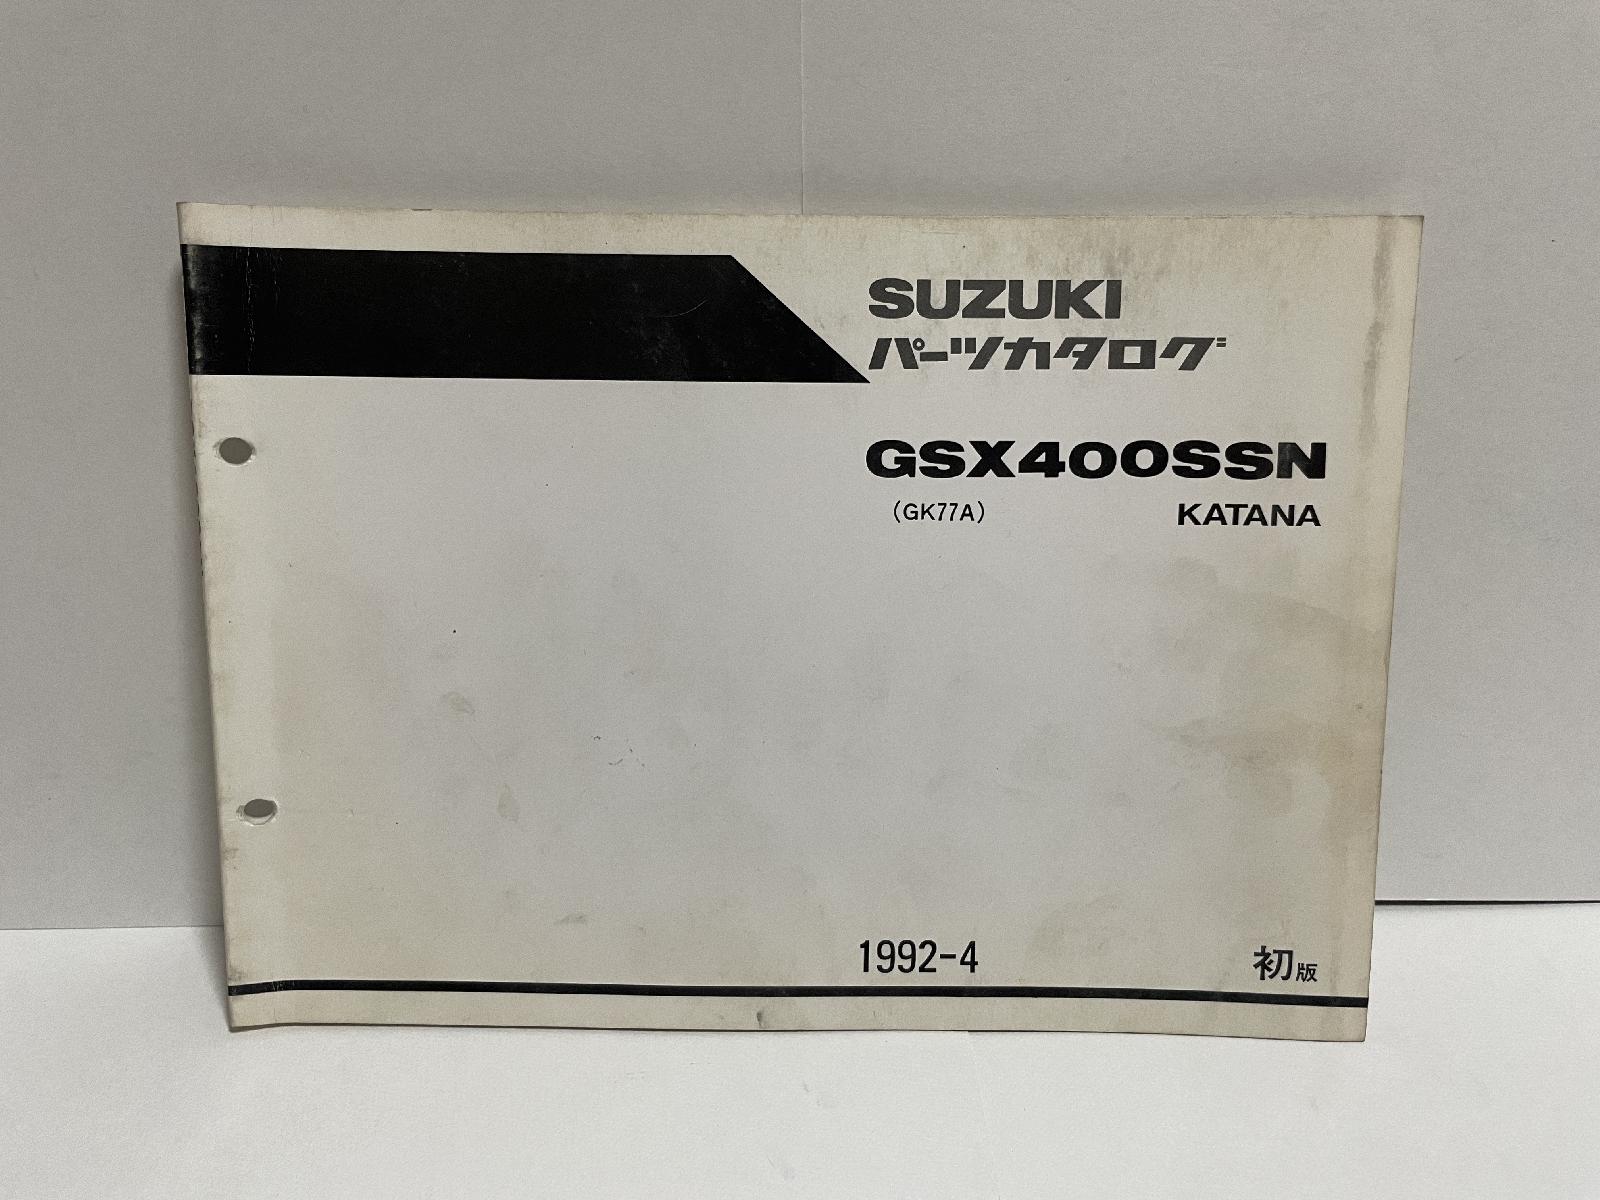 SUZUKI
パーツカタログ
GSX400SSN
(GK77A) KATANA
1992-4 初版